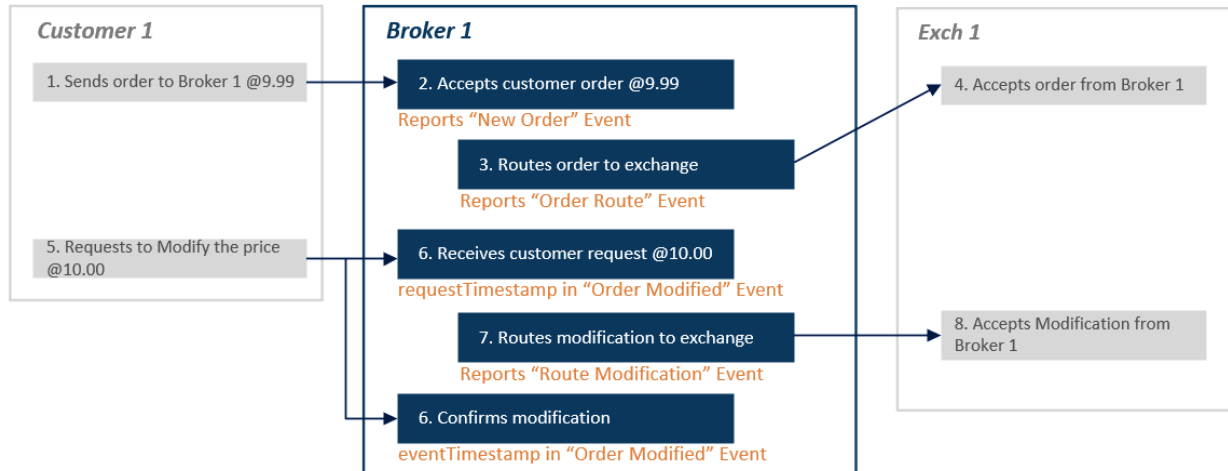 Customer 1
1. Sends order to Broker 1 @9.99
5. Requests to Modify the price
@10.00
Broker 1
2. Accepts customer order @9.99
Reports “New Order” Event
3. Routes order to exchange
Reports “Order Route” Event
6. Receives customer request @10.00
requestTimestamp in “Order Modified” Event
7. Routes modification to exchange
Reports “Route Modification” Event
6. Confirms modification
eventTimestamp in “Order Modified” Event
Exch 1
4. Accepts order from Broker 1
8. Accepts Modification from
Broker 1